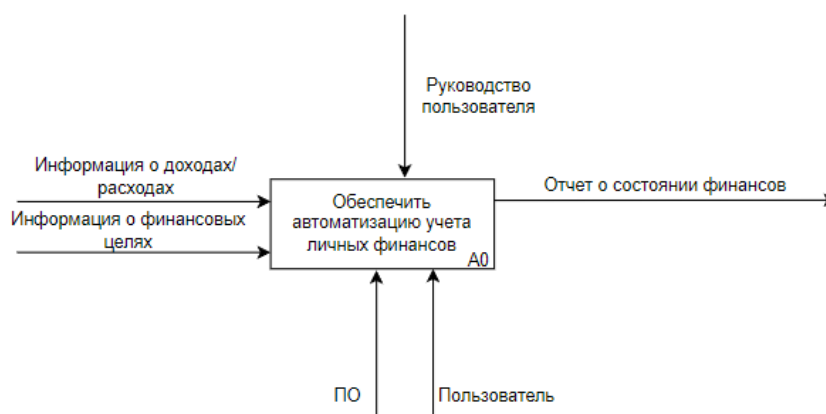 Руководство
пользователя
Информация о доходах/
расходах
Информация о финансовых
целях
Обеспечить
автоматизацию учета
личных финансов
A0
Отчет о состоянии финансов
ПО
Пользователь